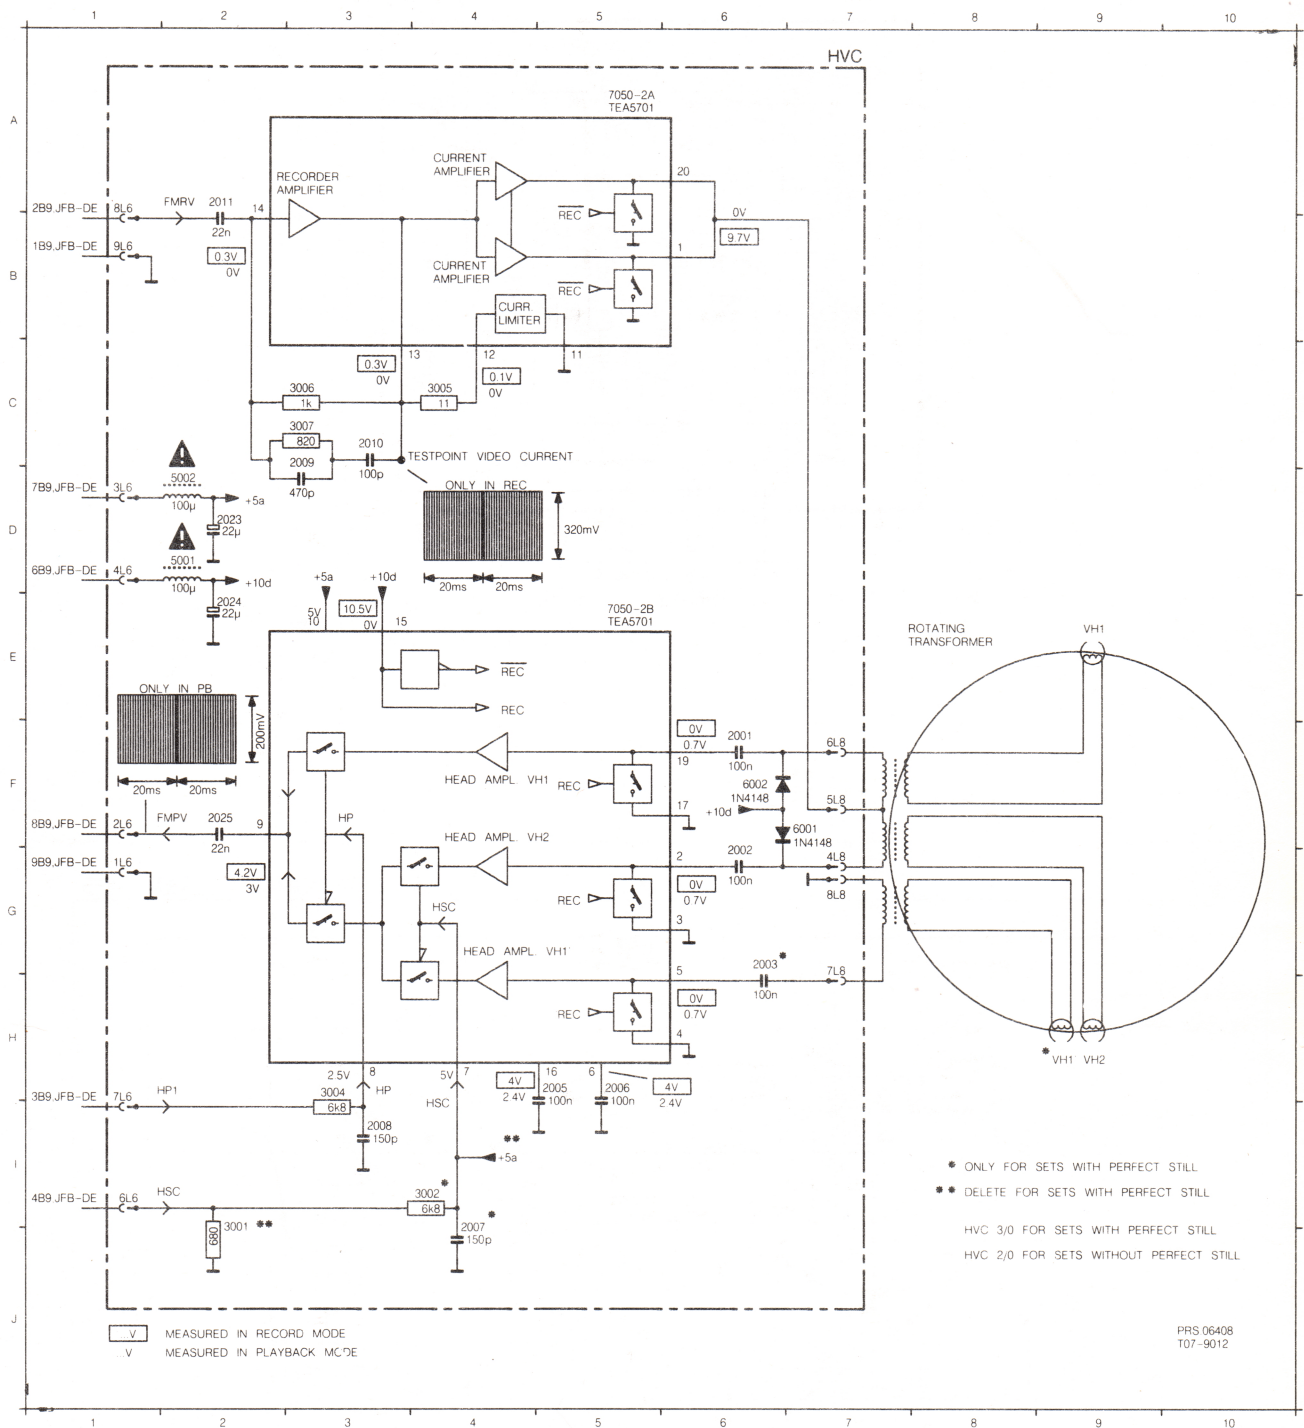 1 2 3 4 5 6 7 8 9 10
HVC
7050-2A
TEA5701
A
CURRENT
AMPLIFIER
RECORDER
AMPLIFIER
20
2B9.JFB-DE 8L6 FMRV 2011 14
22n
REC
0V
9.7V
1B9.JFB-DE 9L6
0.3V
0V
1
B
CURRENT
AMPLIFIER
REC
CURR.
LIMITER
13 12 11
0.3V
0V
0.1V
0V
C
3006
1k
3005
11
3007
820
2009
470p
2010
100p
TESTPOINT VIDEO CURRENT
5002
7B9.JFB-DE 3L6
100µ
+5a
2023
22µ
ONLY IN REC
320mV
20ms 20ms
D
5001
6B9.JFB-DE 4L6
100µ
+10d
2024
22µ
+5a +10d
5V
10
10.5V
0V
15
7050-2B
TEA5701
ROTATING
TRANSFORMER
VH1
E
REC
REC
ONLY IN PB
200mV
20ms 20ms
0V
0.7V
19
2001
100n
6L8
F
HEAD AMPL. VH1
REC
17
6002
1N4148
+10d
5L8
8B9.JFB-DE 2L6 FMPV 2025 9
22n
HP
HEAD AMPL. VH2
6001
1N4148
9B9.JFB-DE 1L6
4.2V
3V
2
2002
100n
4L8
0V
0.7V
8L8
G
HSC
REC
3
HEAD AMPL. VH1'
5
2003 *
100n
7L8
0V
0.7V
H
REC
4
* VH1 VH2
2.5V 8 5V 7
4V
2.4V
16
2005
100n
6
2006
100n
4V
2.4V
3B9.JFB-DE 7L6 HP1
3004
6k8
HP
HSC
2008
150p
**
+5a
I
* ONLY FOR SETS WITH PERFECT STILL
** DELETE FOR SETS WITH PERFECT STILL
4B9.JFB-DE 6L6 HSC
3002 *
6k8
680
3001 **
2007 *
150p
HVC 3/0 FOR SETS WITH PERFECT STILL
HVC 2/0 FOR SETS WITHOUT PERFECT STILL
J
..V MEASURED IN RECORD MODE
..V MEASURED IN PLAYBACK MODE
PRS.06408
T07-9012
1 2 3 4 5 6 7 8 9 10